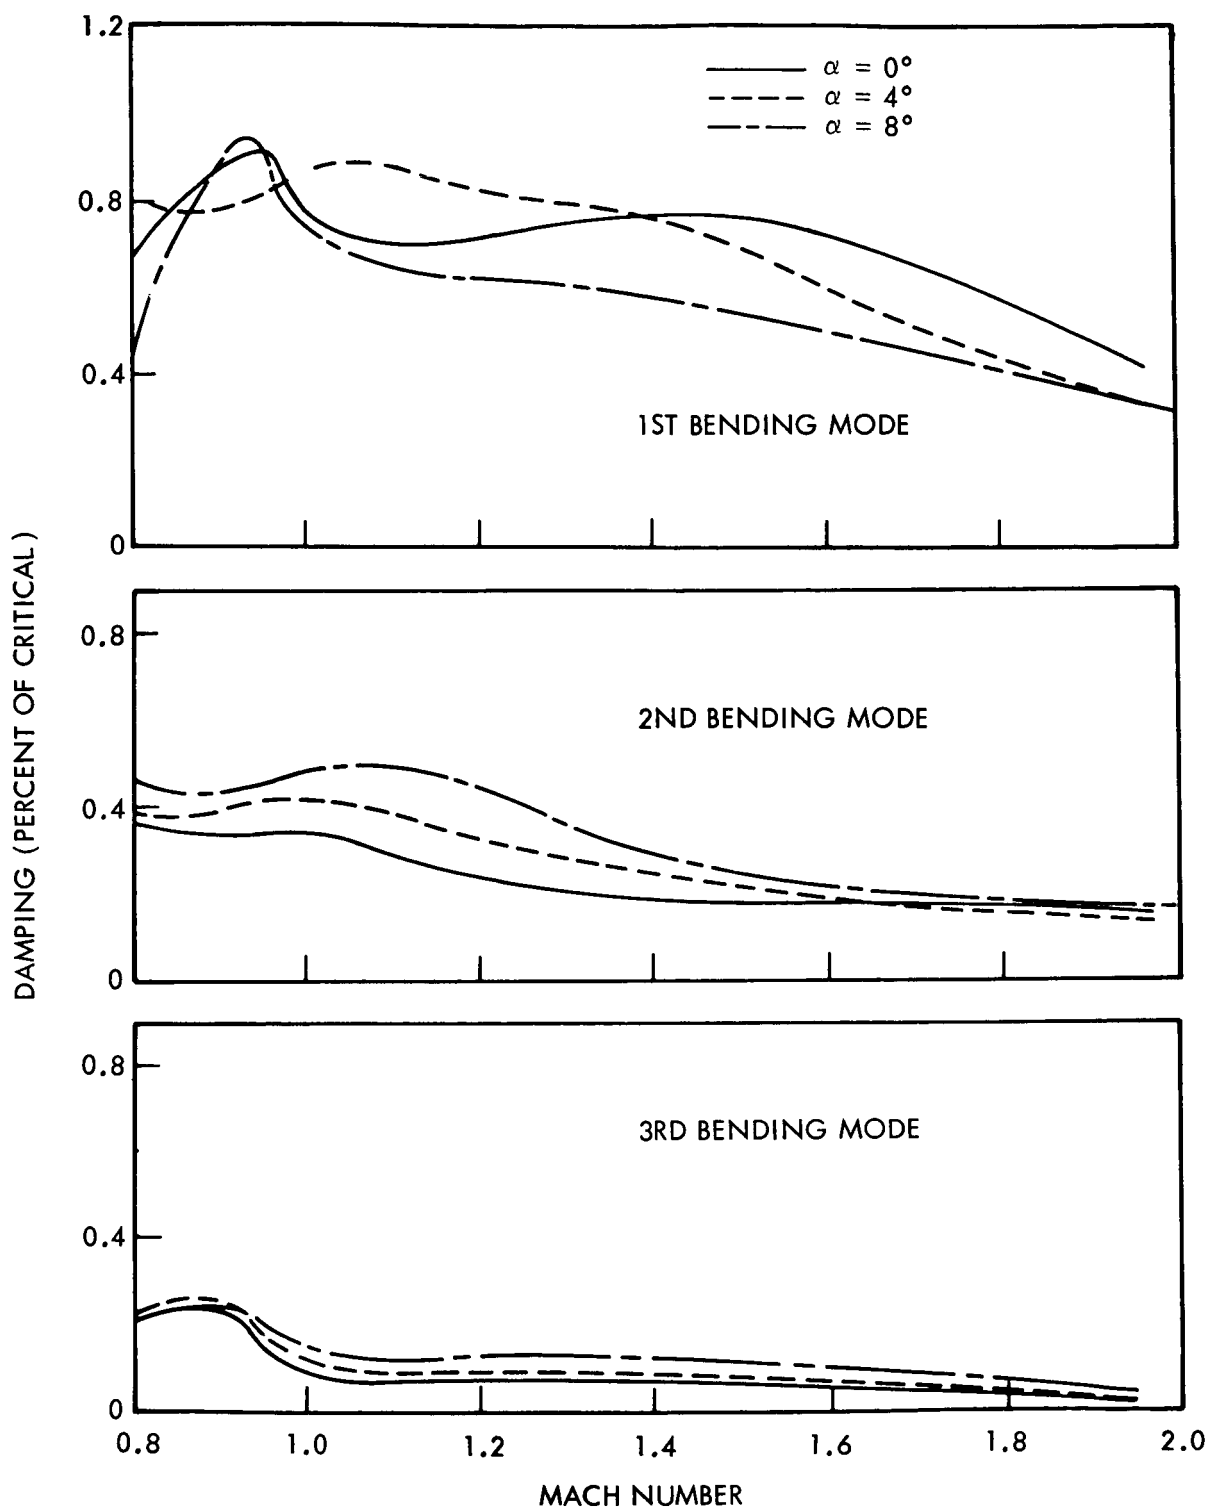 1.2
α = 0°
α = 4°
α = 8°
0.8
0.4
1ST BENDING MODE
0
DAMPING (PERCENT OF CRITICAL)
0.8
2ND BENDING MODE
0.4
0
0.8
3RD BENDING MODE
0.4
0
0.8 1.0 1.2 1.4 1.6 1.8 2.0
MACH NUMBER